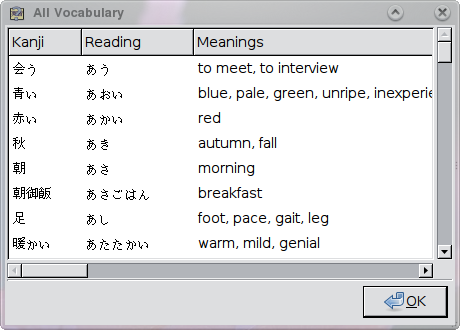 All Vocabulary
Kanji Reading Meanings
会う あう to meet, to interview
青い あおい blue, pale, green, unripe, inexperie
赤い あかい red
秋 あき autumn, fall
朝 あさ morning
朝御飯 あさごはん breakfast
足 あし foot, pace, gait, leg
暖かい あたたかい warm, mild, genial
OK